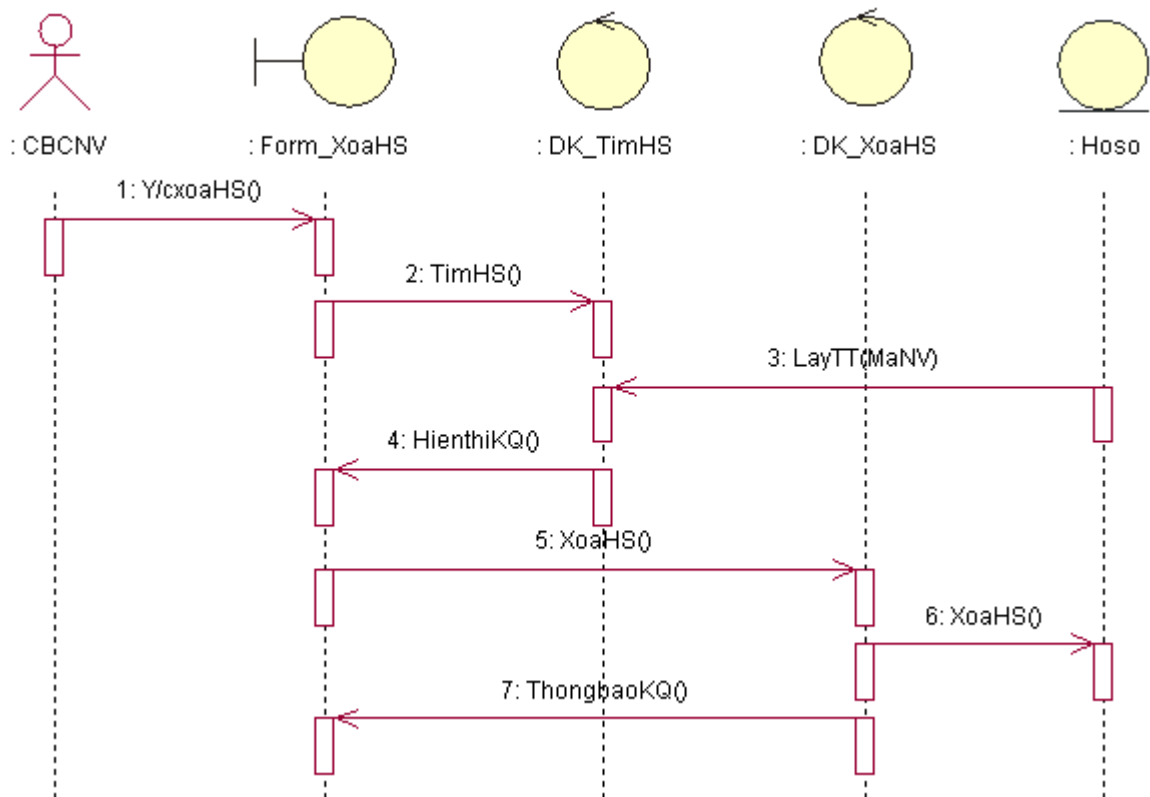 : CBCNV
: Form_XoaHS
: DK_TimHS
: DK_XoaHS
: Hoso
1: Y/cxoaHS()
2: TimHS()
3: LayTT(MaNV)
4: HienthiKQ()
5: XoaHS()
6: XoaHS()
7: ThongbaoKQ()